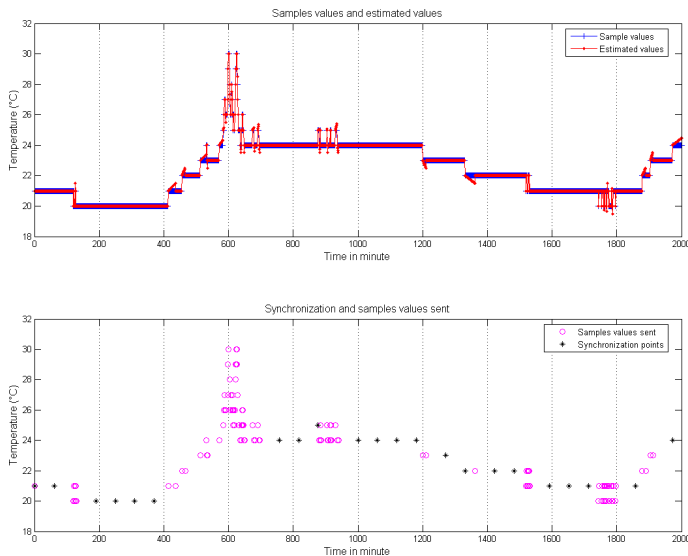 Samples values and estimated values
32
30
28
26
24
22
20
18
Temperature (°C)
Sample values
Estimated values
0 200 400 600 800 1000 1200 1400 1600 1800 2000
Time in minute
Synchronization and samples values sent
32
30
28
26
24
22
20
18
Temperature (°C)
Samples values sent
Synchronization points
0 200 400 600 800 1000 1200 1400 1600 1800 2000
Time in minute